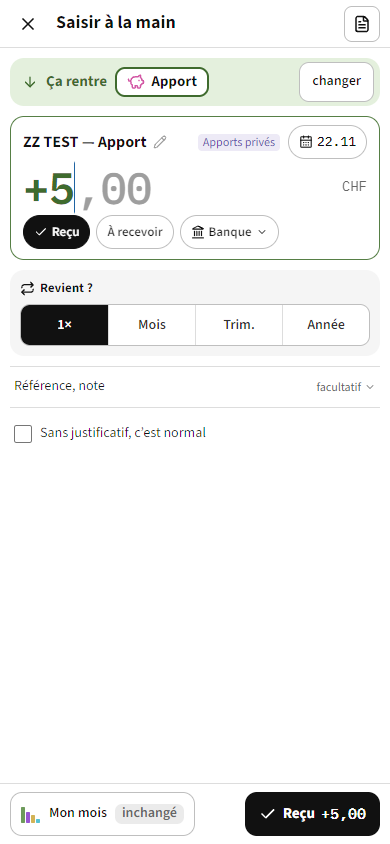 Saisir à la main
Ça rentre Apport changer
ZZ TEST — Apport Apports privés 22.11
+5,00 CHF
Reçu À recevoir Banque
Revient ?
1× Mois Trim. Année
Référence, note facultatif
Sans justificatif, c’est normal
Mon mois inchangé Reçu +5,00